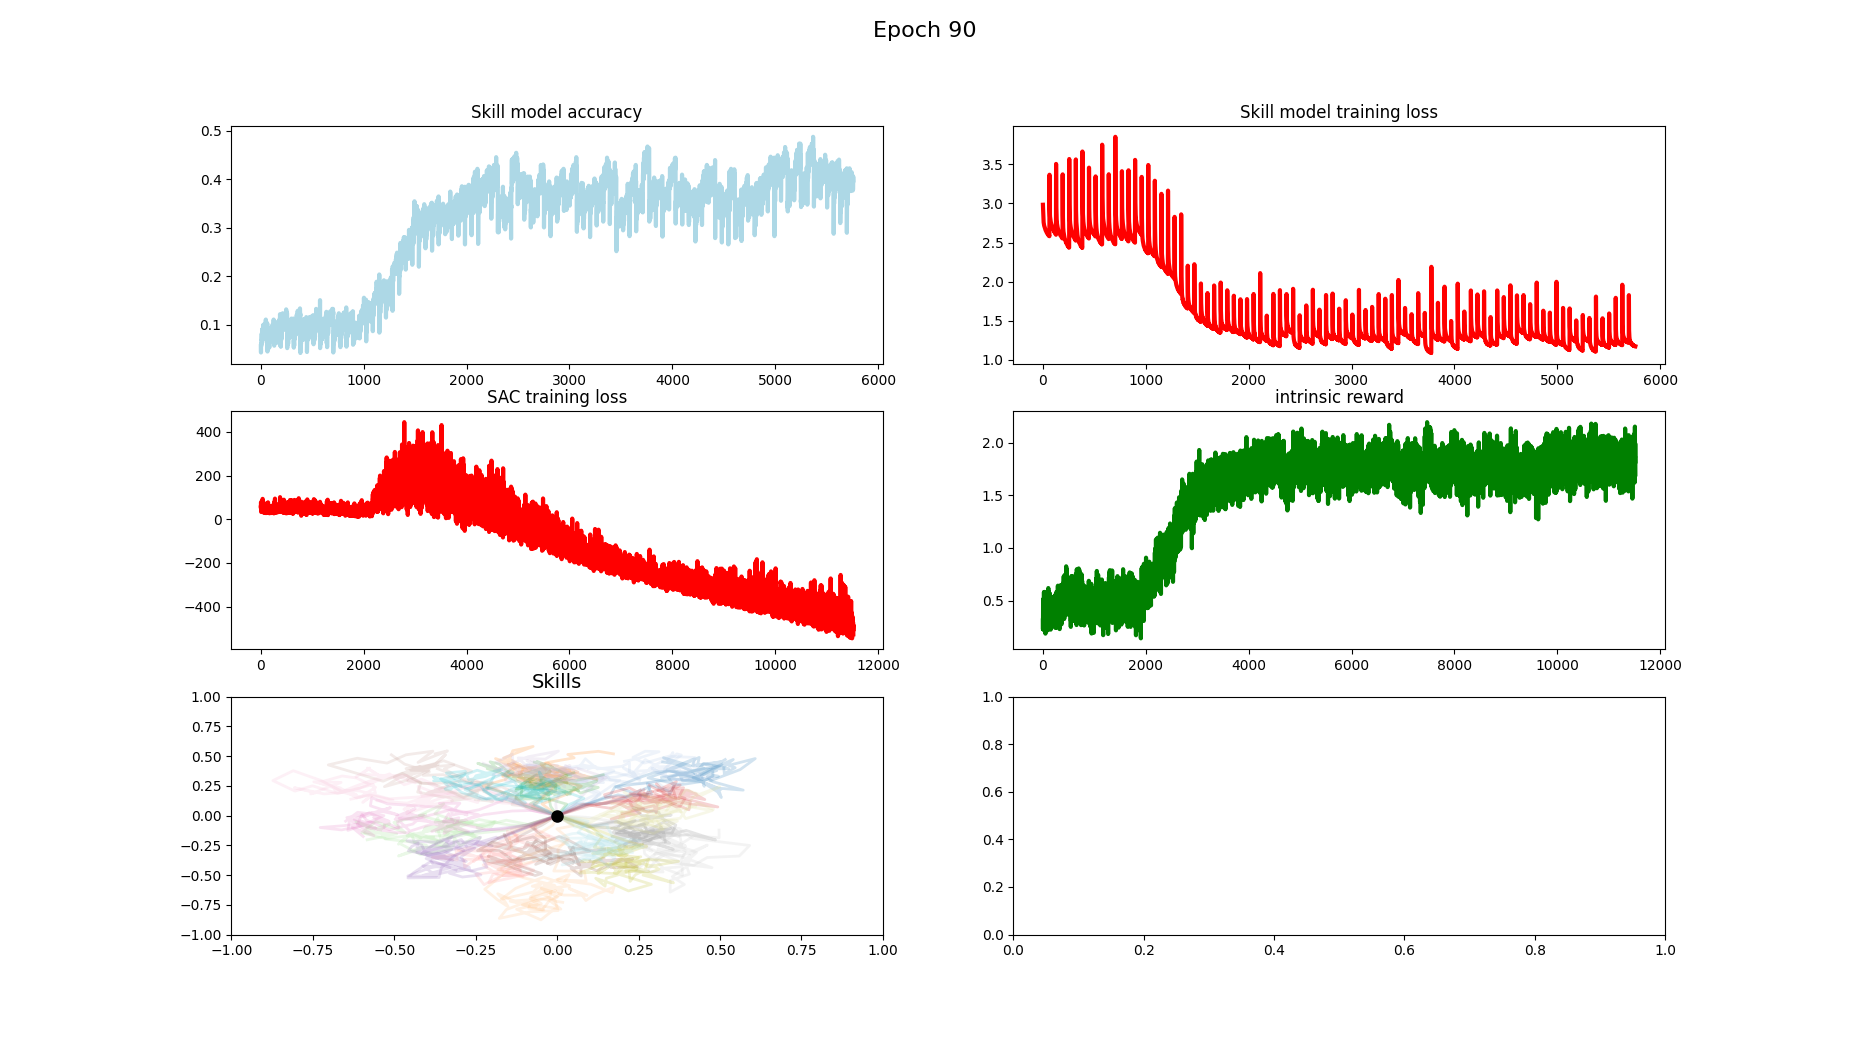 Epoch 90
Skill model accuracy
0.5
0.4
0.3
0.2
0.1
0 1000 2000 3000 4000 5000 6000
Skill model training loss
3.5
3.0
2.5
2.0
1.5
1.0
0 1000 2000 3000 4000 5000 6000
SAC training loss
400
200
0
−200
−400
0 2000 4000 6000 8000 10000 12000
intrinsic reward
2.0
1.5
1.0
0.5
0 2000 4000 6000 8000 10000 12000
Skills
1.00
0.75
0.50
0.25
0.00
−0.25
−0.50
−0.75
−1.00
−1.00 −0.75 −0.50 −0.25 0.00 0.25 0.50 0.75 1.00
1.0
0.8
0.6
0.4
0.2
0.0
0.0 0.2 0.4 0.6 0.8 1.0